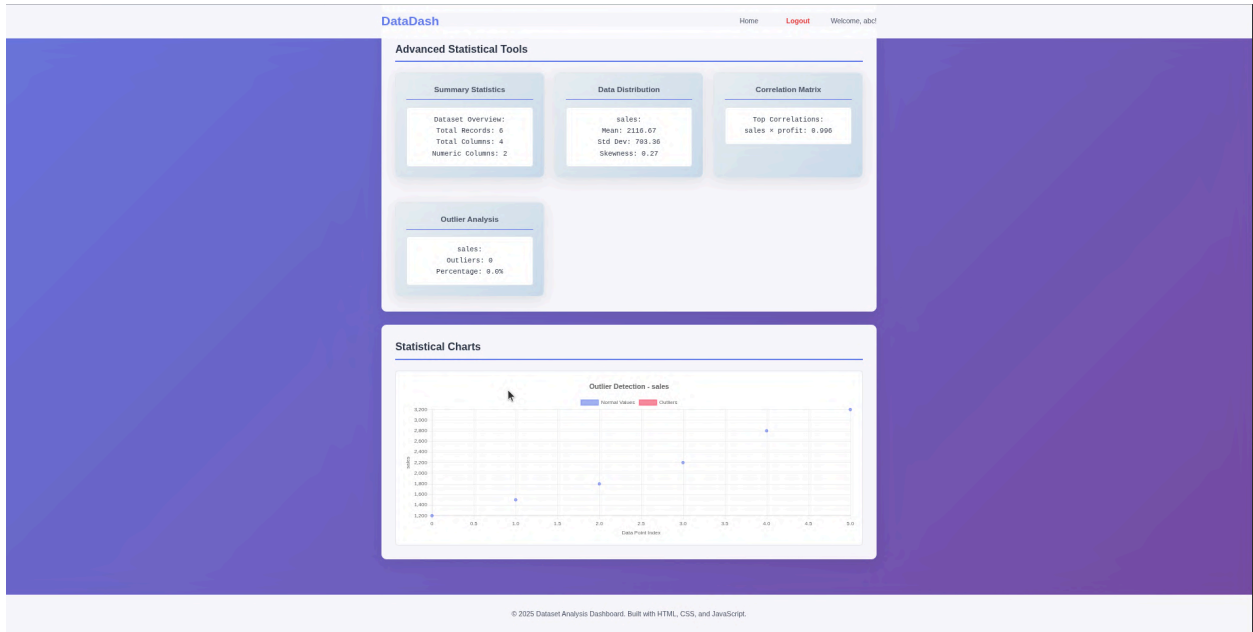 DataDash
Home Logout Welcome, abc!
Advanced Statistical Tools
Summary Statistics
Dataset Overview:
Total Records: 6
Total Columns: 4
Numeric Columns: 2
Data Distribution
sales:
Mean: 2116.67
Std Dev: 703.36
Skewness: 0.27
Correlation Matrix
Top Correlations:
sales × profit: 0.996
Outlier Analysis
sales:
Outliers: 0
Percentage: 0.0%
Statistical Charts
Outlier Detection - sales
Normal Values Outliers
3,200
3,000
2,800
2,600
2,400
2,200
2,000
1,800
1,600
1,400
1,200
sales
0 0.5 1.0 1.5 2.0 2.5 3.0 3.5 4.0 4.5 5.0
Data Point Index
© 2025 Dataset Analysis Dashboard. Built with HTML, CSS, and JavaScript.